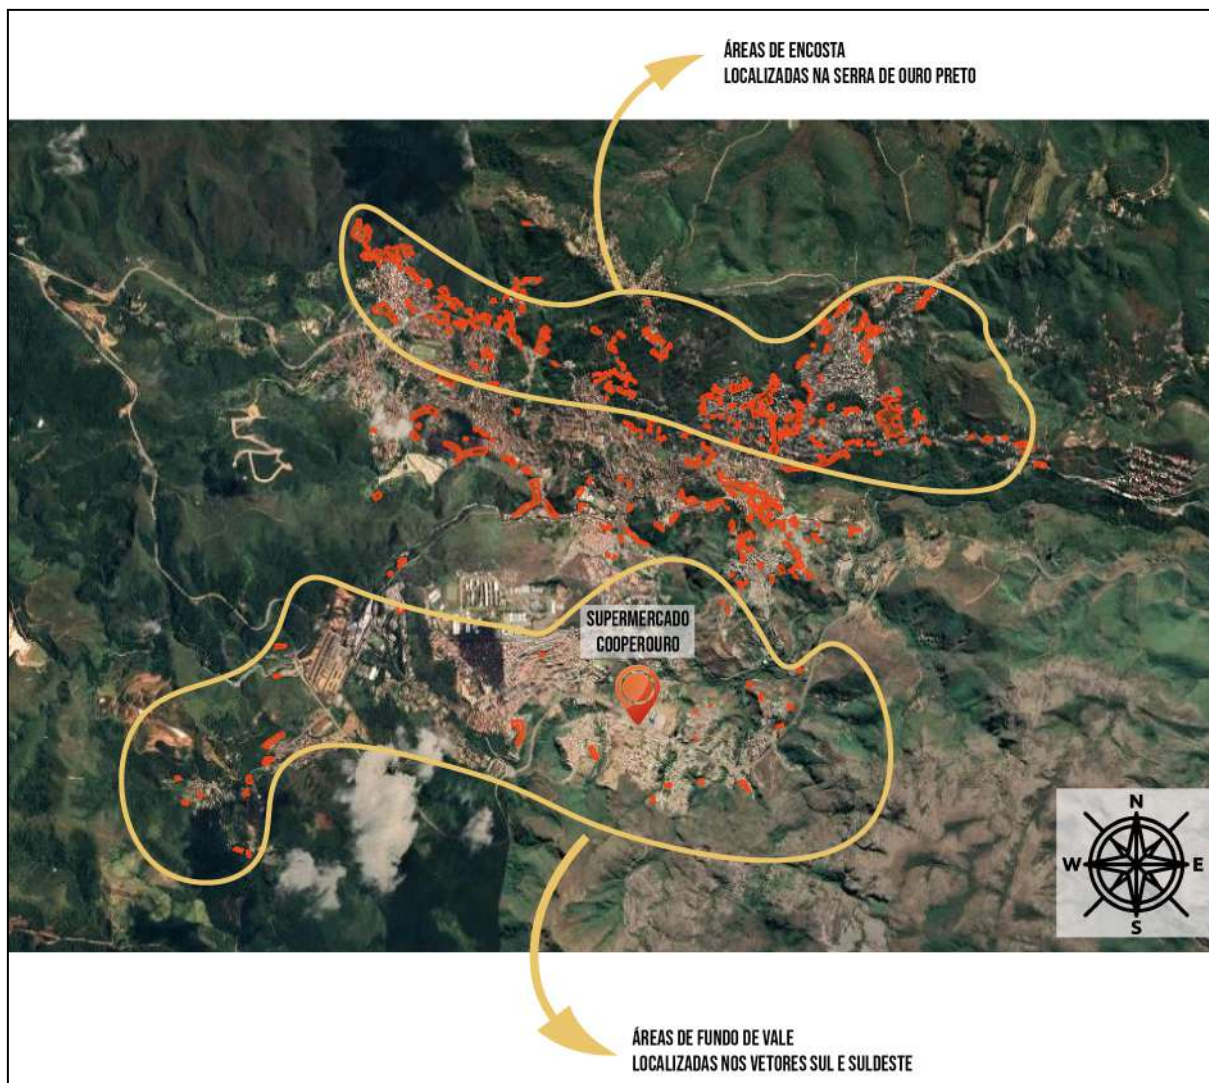 ÁREAS DE ENCOSTA
LOCALIZADAS NA SERRA DE OURO PRETO
SUPERMERCADO
COOPEROURO
N
W E
S
ÁREAS DE FUNDO DE VALE
LOCALIZADAS NOS VETORES SUL E SULDESTE